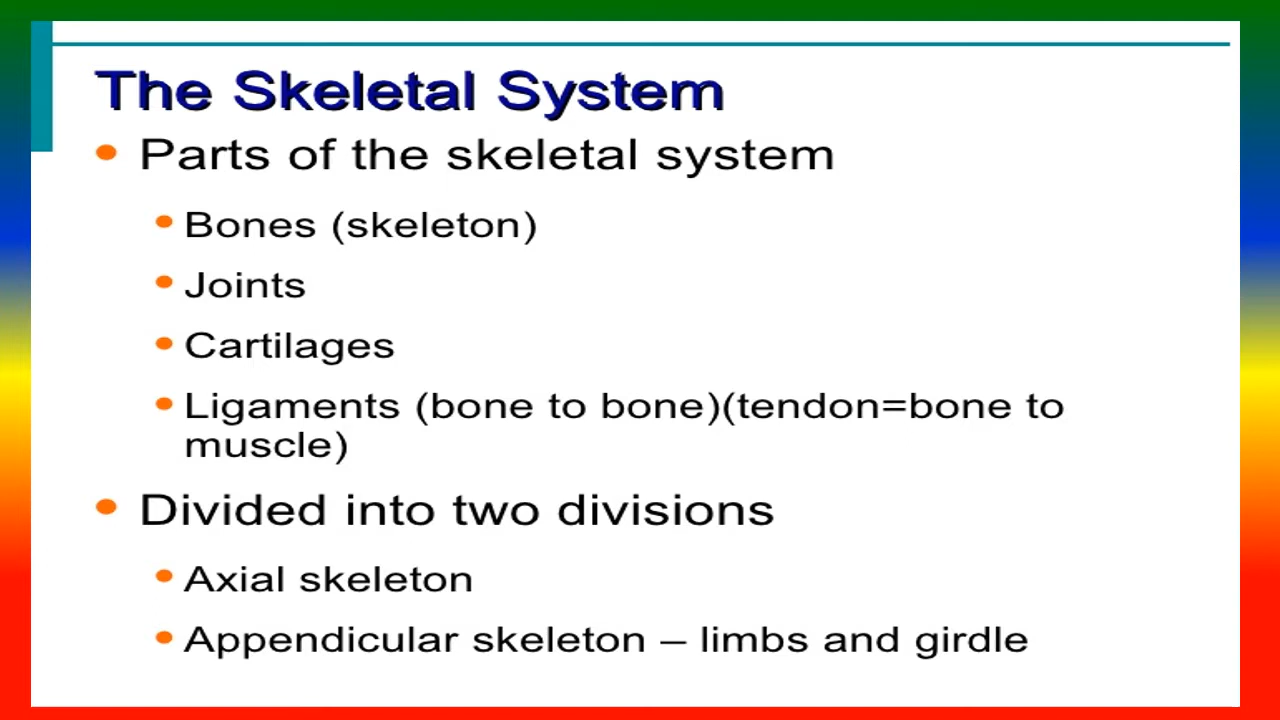 The Skeletal System
Parts of the skeletal system
Bones (skeleton)
Joints
Cartilages
Ligaments (bone to bone)(tendon=bone to
muscle)
Divided into two divisions
Axial skeleton
Appendicular skeleton – limbs and girdle